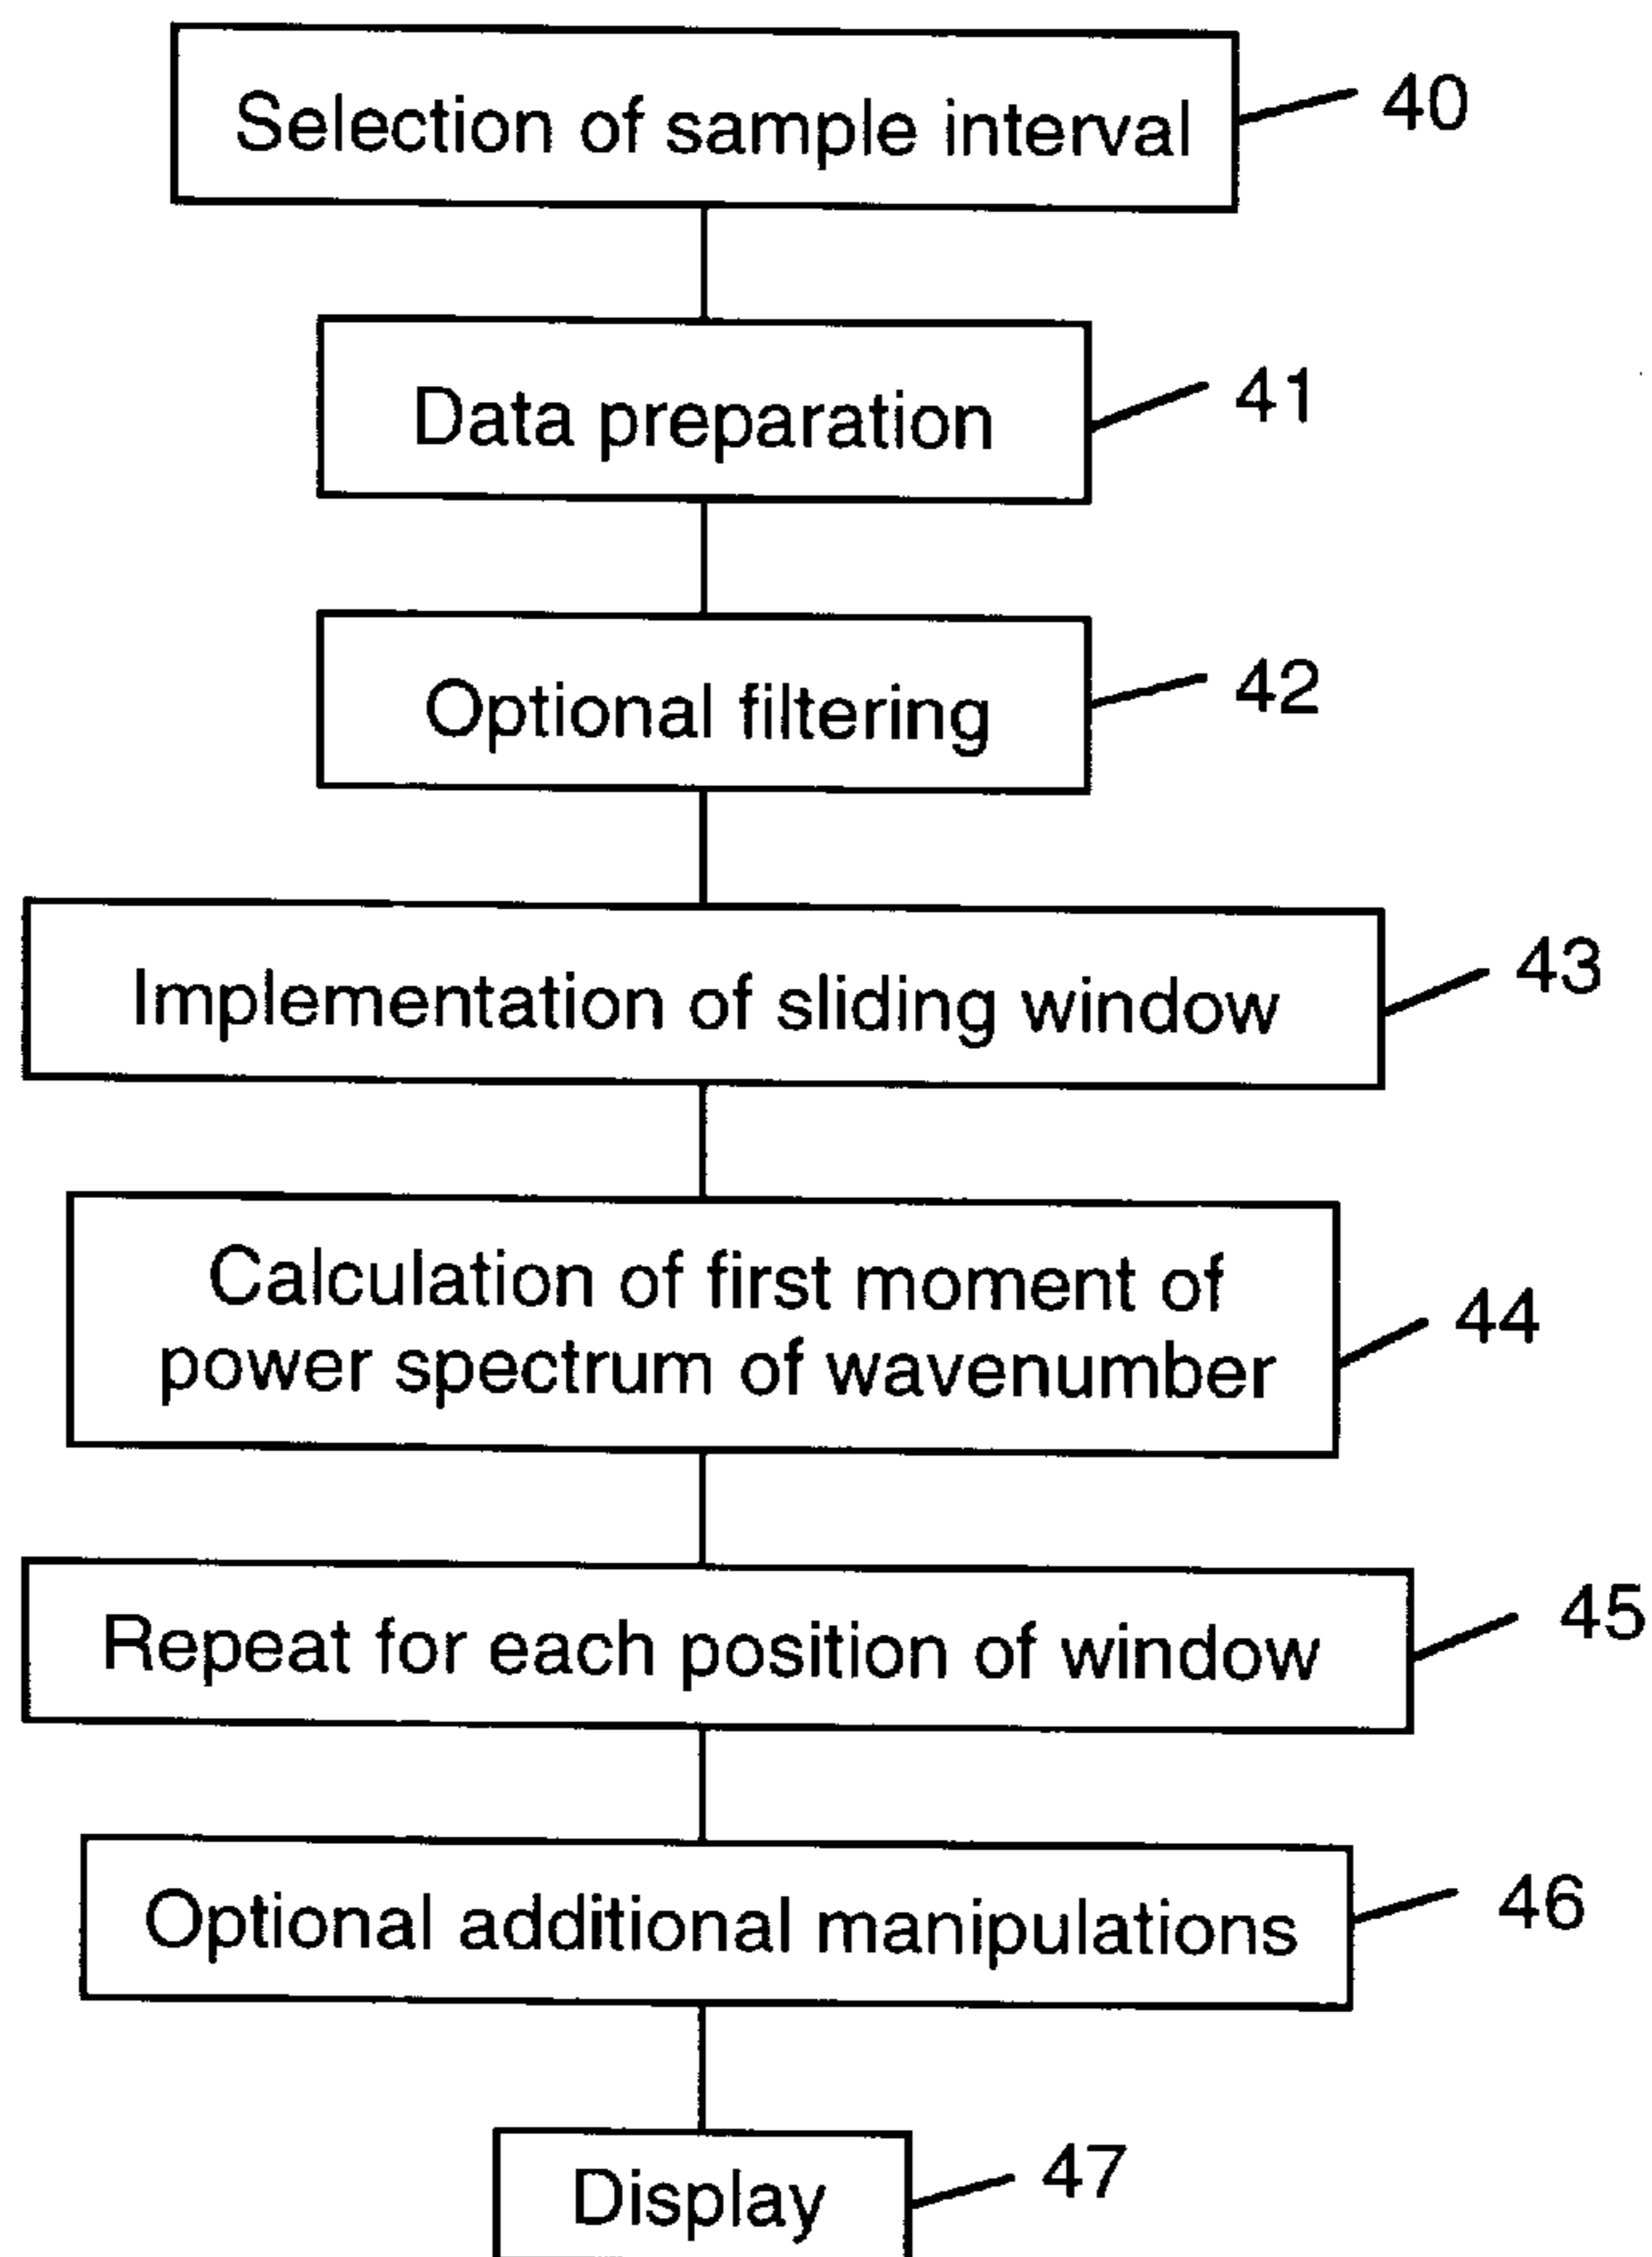 Selection of sample interval
40
Data preparation
41
Optional filtering
42
Implementation of sliding window
43
Calculation of first moment of
power spectrum of wavenumber
44
Repeat for each position of window
45
Optional additional manipulations
46
Display
47